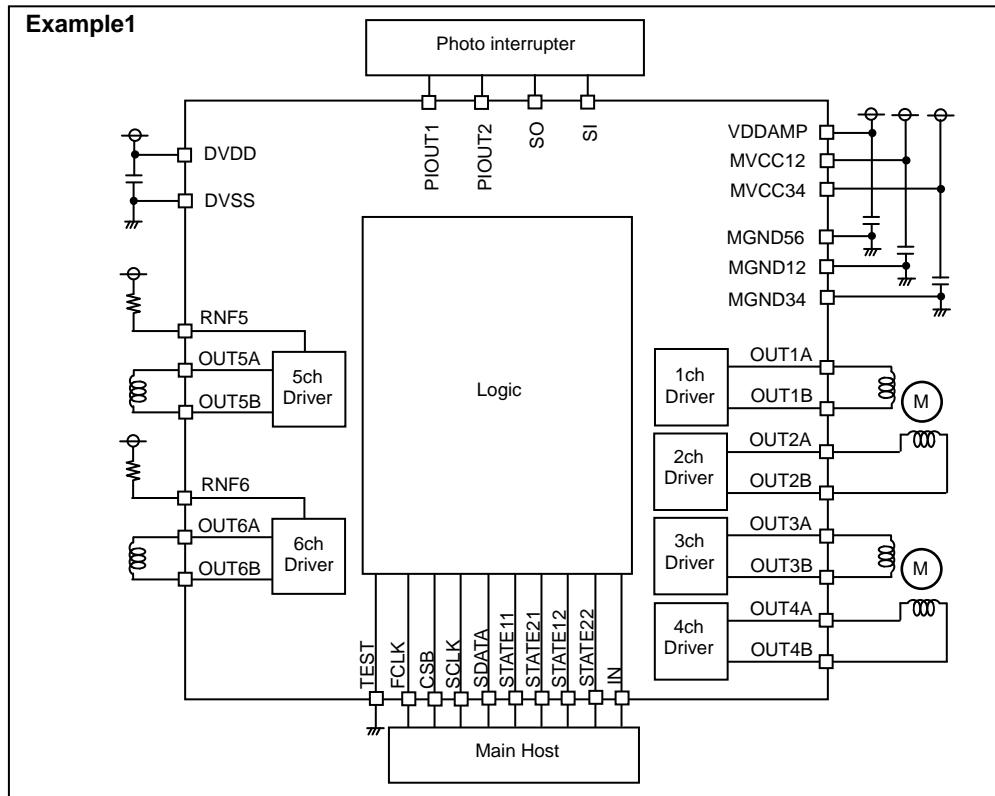 Example1
Photo interrupter
PIOUT1
PIOUT2
SO
SI
DVDD
DVSS
RNF5
OUT5A
OUT5B
5ch
Driver
RNF6
OUT6A
OUT6B
6ch
Driver
Logic
VDDAMP
MVCC12
MVCC34
MGND56
MGND12
MGND34
1ch
Driver
OUT1A
OUT1B
M
2ch
Driver
OUT2A
OUT2B
3ch
Driver
OUT3A
OUT3B
M
4ch
Driver
OUT4A
OUT4B
TEST
FCLK
CSB
SCLK
SDATA
STATE11
STATE21
STATE12
STATE22
IN
Main Host